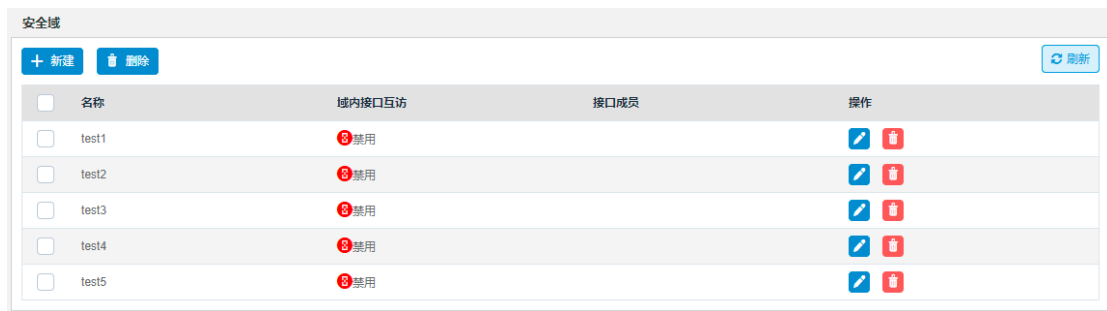 安全域
新建 删除 刷新
名称 域内接口互访 接口成员 操作
test1 禁用
test2 禁用
test3 禁用
test4 禁用
test5 禁用